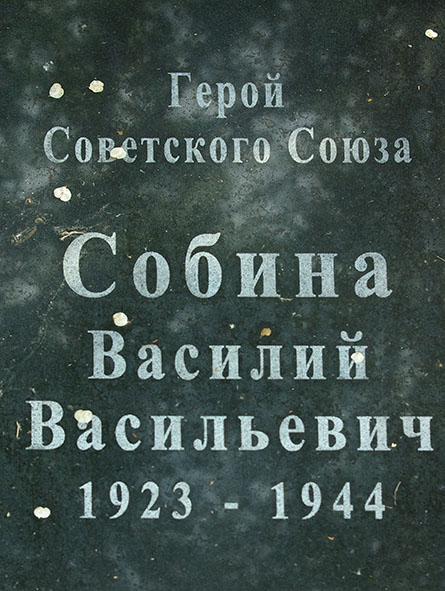 Герой
Советского Союза
Собина
Василий
Васильевич
1923 - 1944